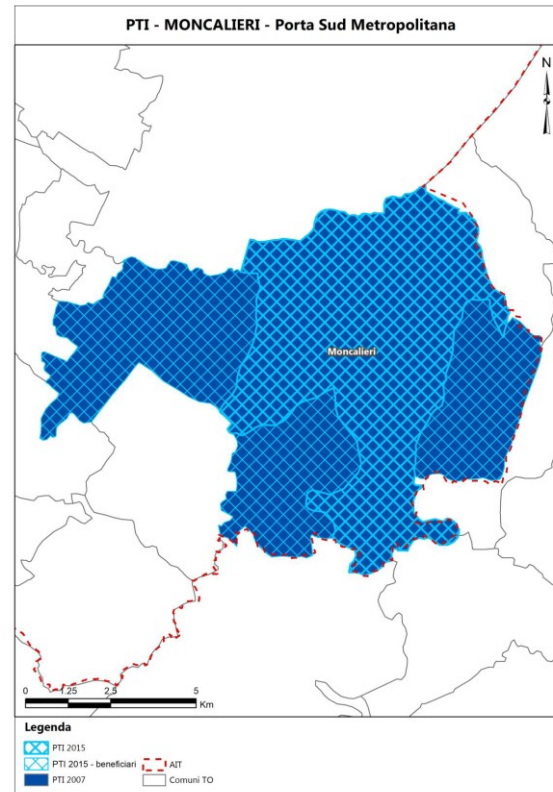 PTI - MONCALIERI - Porta Sud Metropolitana
N
Moncalieri
0 1.25 2.5 5
Km
Legenda
PTI 2015
PTI 2015 - beneficiari
AIT
PTI 2007
Comuni TO